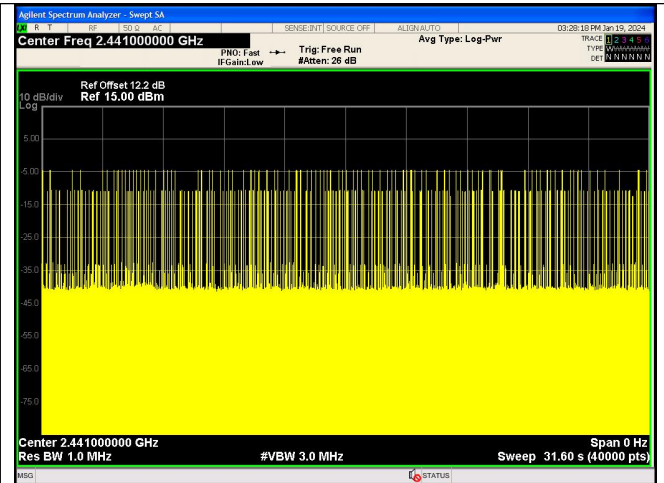 Agilent Spectrum Analyzer - Swept SA
R T RF 50 Ω AC SENSE:INT SOURCE OFF ALIGN AUTO 03:28:18 PM Jan 19, 2024
Center Freq 2.441000000 GHz Avg Type: Log-Pwr TRACE 1 2 3 4 5 6
PNO: Fast Trig: Free Run TYPE
IFGain:Low #Atten: 26 dB DET N N N N N N
Ref Offset 12.2 dB
10 dB/div Ref 15.00 dBm
Log
5.00
-5.00
-15.0
-25.0
-35.0
-45.0
-55.0
-65.0
-75.0
Center 2.441000000 GHz Span 0 Hz
Res BW 1.0 MHz #VBW 3.0 MHz Sweep 31.60 s (40000 pts)
MSG STATUS